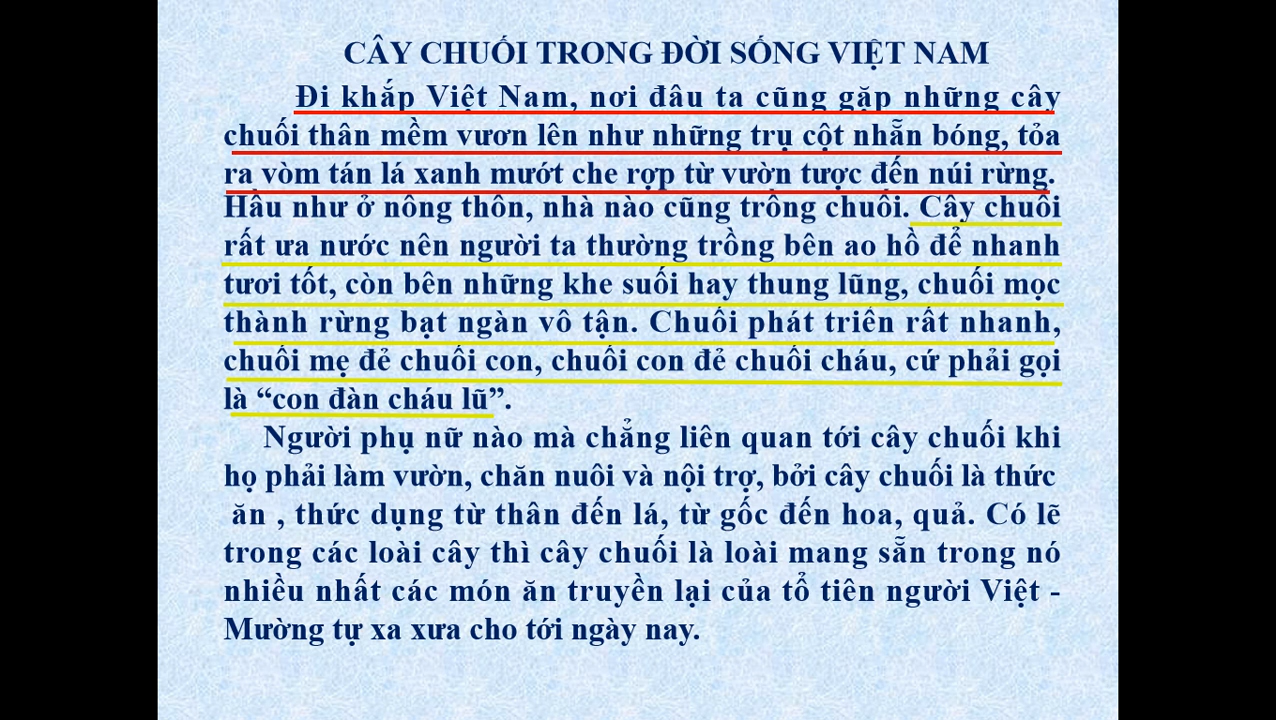 CÂY CHUỐI TRONG ĐỜI SỐNG VIỆT NAM
Đi khắp Việt Nam, nơi đâu ta cũng gặp những cây
chuối thân mềm vươn lên như những trụ cột nhẵn bóng, tỏa
ra vòm tán lá xanh mướt che rợp từ vườn tược đến núi rừng.
Hầu như ở nông thôn, nhà nào cũng trồng chuối. Cây chuối
rất ưa nước nên người ta thường trồng bên ao hồ để nhanh
tươi tốt, còn bên những khe suối hay thung lũng, chuối mọc
thành rừng bạt ngàn vô tận. Chuối phát triển rất nhanh,
chuối mẹ đẻ chuối con, chuối con đẻ chuối cháu, cứ phải gọi
là “con đàn cháu lũ”.
Người phụ nữ nào mà chẳng liên quan tới cây chuối khi
họ phải làm vườn, chăn nuôi và nội trợ, bởi cây chuối là thức
ăn , thức dụng từ thân đến lá, từ gốc đến hoa, quả. Có lẽ
trong các loài cây thì cây chuối là loài mang sẵn trong nó
nhiều nhất các món ăn truyền lại của tổ tiên người Việt -
Mường tự xa xưa cho tới ngày nay.